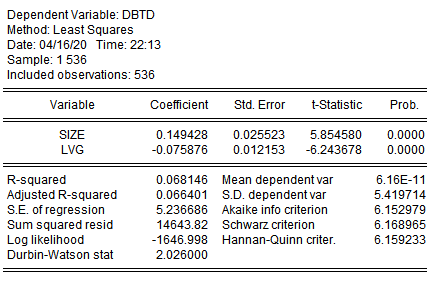 Dependent Variable: DBTD
Method: Least Squares
Date: 04/16/20 Time: 22:13
Sample: 1 536
Included observations: 536
Variable Coefficient Std. Error t-Statistic Prob.
SIZE 0.149428 0.025523 5.854580 0.0000
LVG -0.075876 0.012153 -6.243678 0.0000
R-squared 0.068146 Mean dependent var 6.16E-11
Adjusted R-squared 0.066401 S.D. dependent var 5.419714
S.E. of regression 5.236686 Akaike info criterion 6.152979
Sum squared resid 14643.82 Schwarz criterion 6.168965
Log likelihood -1646.998 Hannan-Quinn criter. 6.159233
Durbin-Watson stat 2.026000